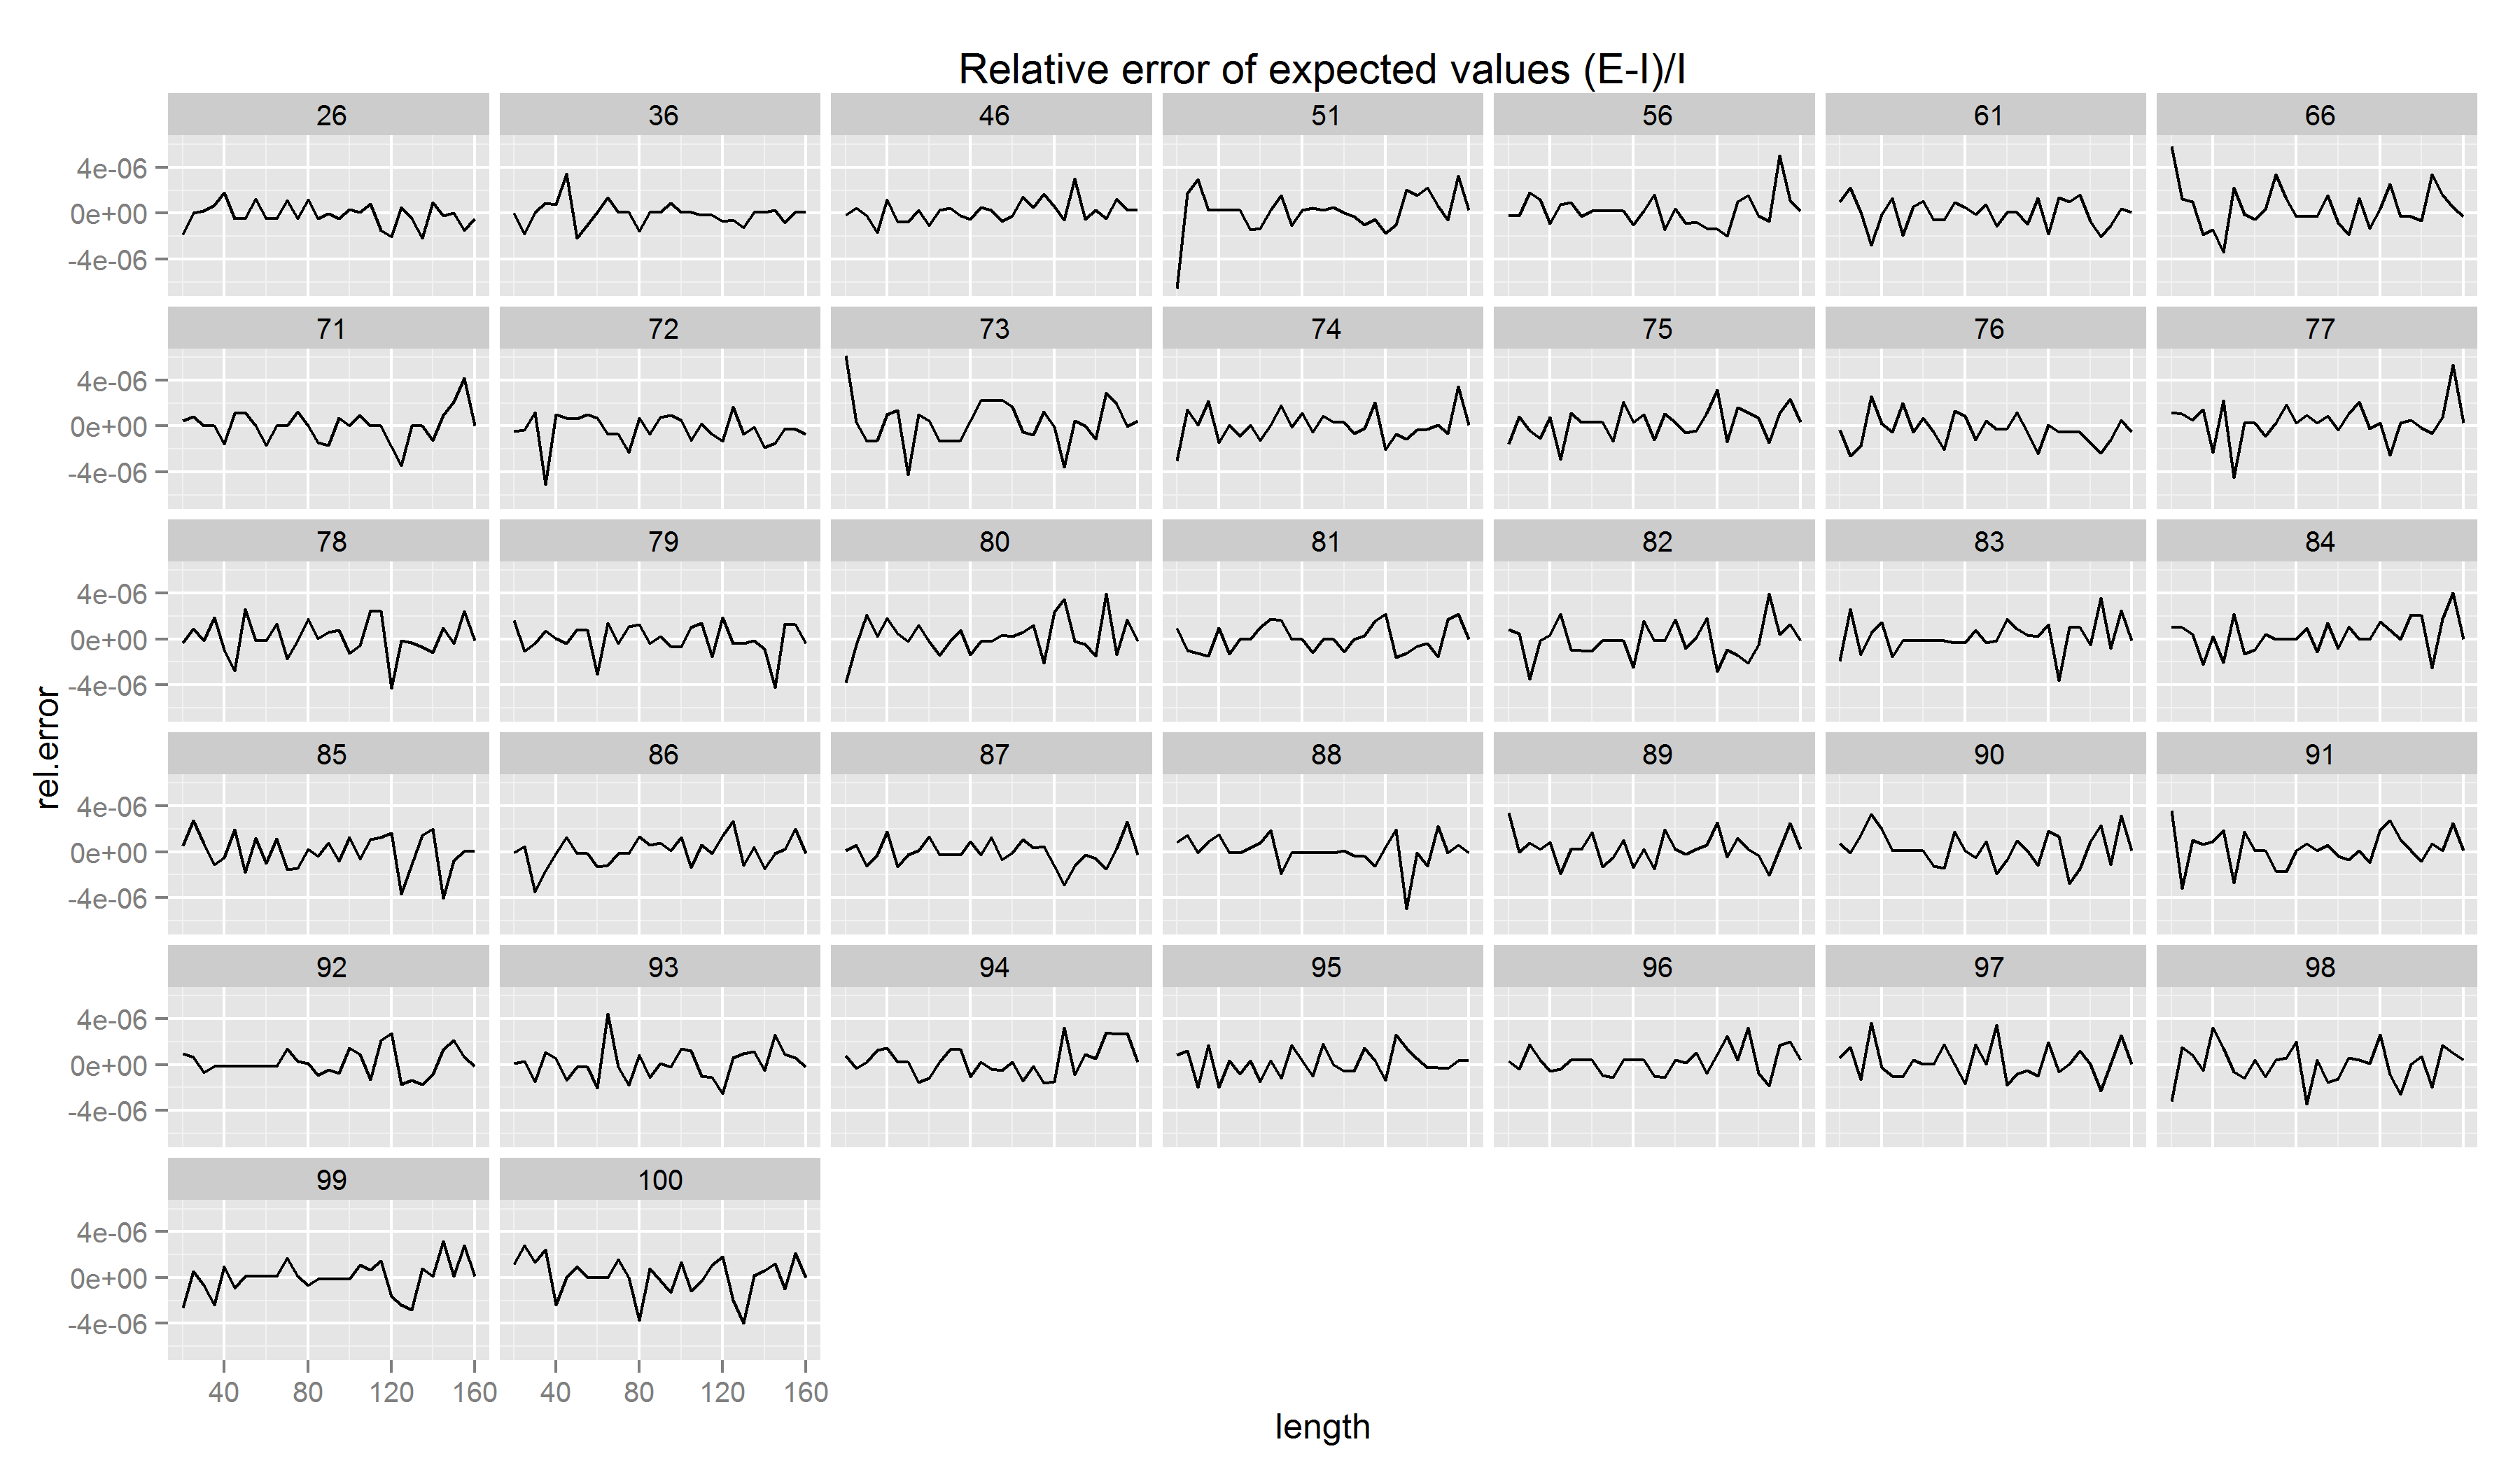 Relative error of expected values (E-I)/I
26 36 46 51 56 61 66
4e-06
0e+00
-4e-06
71 72 73 74 75 76 77
4e-06
0e+00
-4e-06
78 79 80 81 82 83 84
4e-06
0e+00
-4e-06
rel.error
85 86 87 88 89 90 91
4e-06
0e+00
-4e-06
92 93 94 95 96 97 98
4e-06
0e+00
-4e-06
99 100
4e-06
0e+00
-4e-06
40 80 120 160 40 80 120 160
length